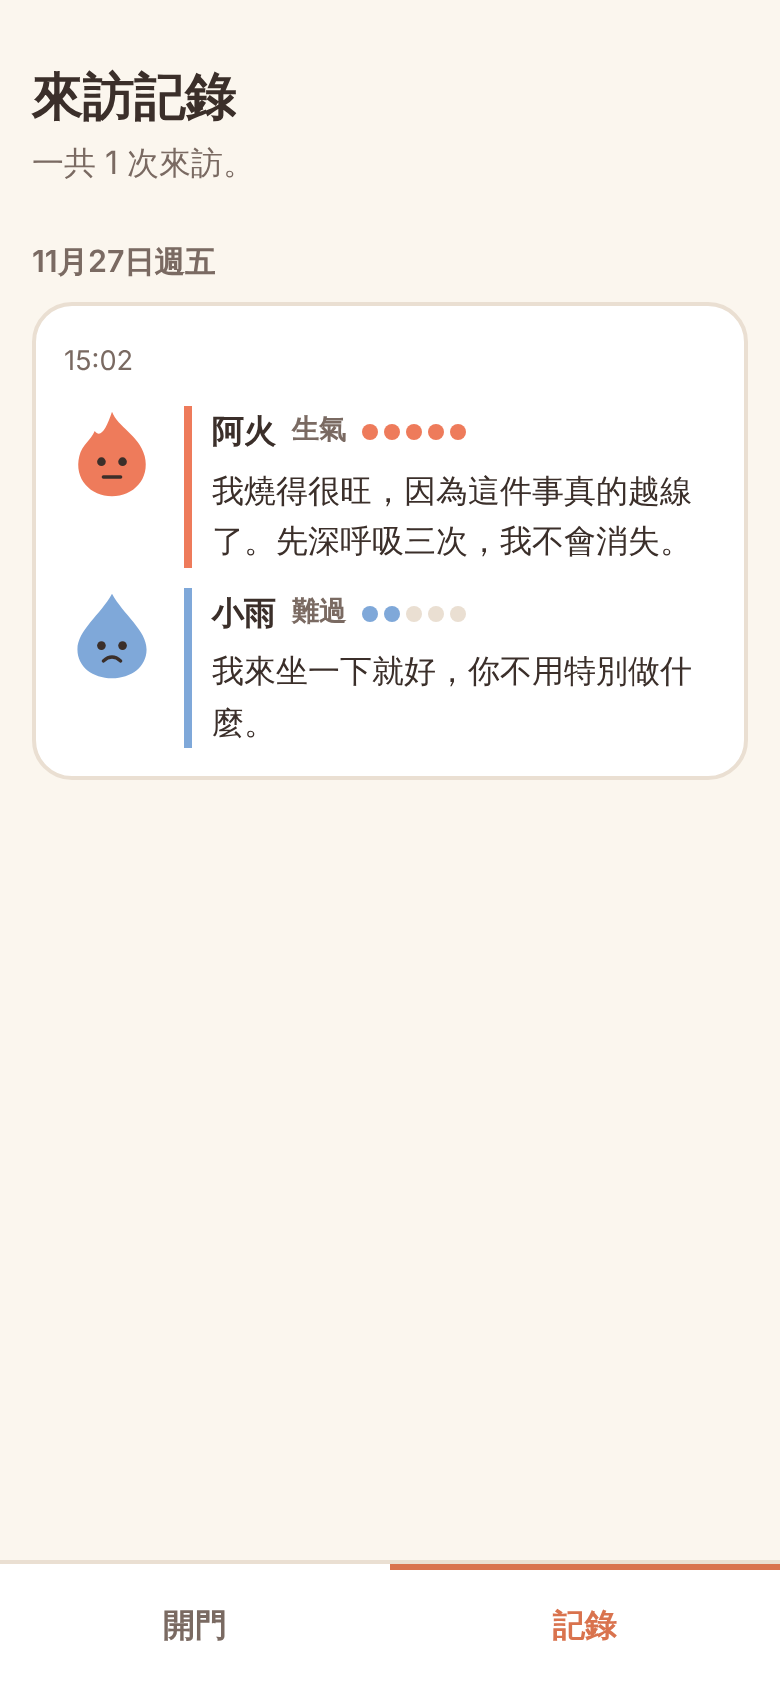 來訪記錄
一共 1 次來訪。
11月27日週五
15:02
阿火 生氣
我燒得很旺，因為這件事真的越線
了。先深呼吸三次，我不會消失。
小雨 難過
我來坐一下就好，你不用特別做什
麼。
開門
記錄